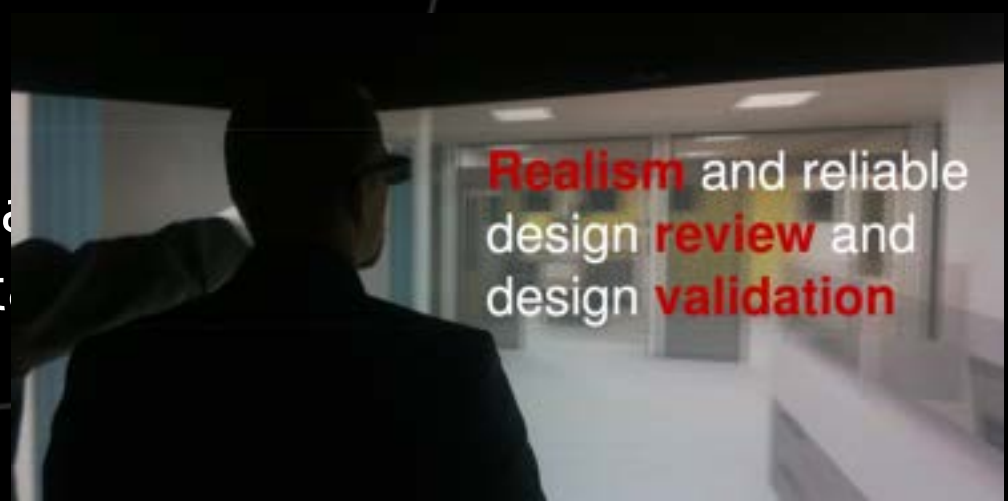 Realism and reliable
design review and
design validation